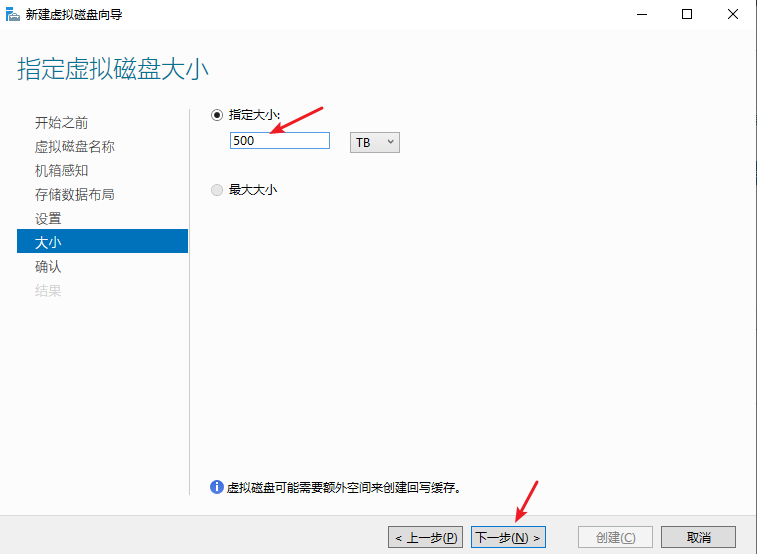 新建虚拟磁盘向导
指定虚拟磁盘大小
开始之前
虚拟磁盘名称
机箱感知
存储数据布局
设置
大小
确认
结果
指定大小:
500
TB
最大大小
虚拟磁盘可能需要额外空间来创建回写缓存。
< 上一步(P)
下一步(N) >
创建(C)
取消